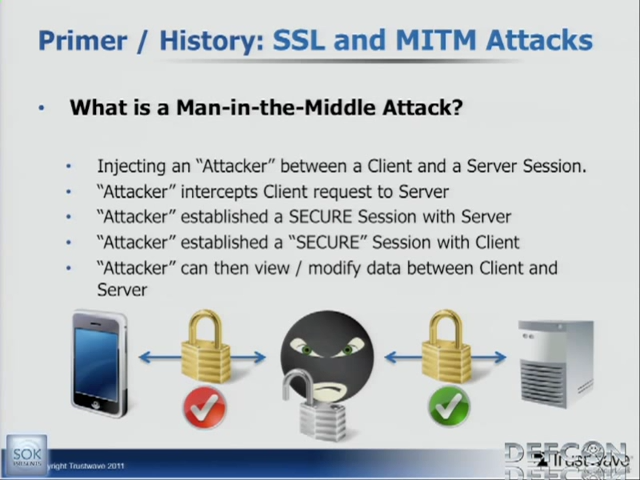 Primer / History: SSL and MITM Attacks
• What is a Man-in-the-Middle Attack?
• Injecting an “Attacker” between a Client and a Server Session.
• “Attacker” intercepts Client request to Server
• “Attacker” established a SECURE Session with Server
• “Attacker” established a “SECURE” Session with Client
• “Attacker” can then view / modify data between Client and
Server
SOK
pyright Trustwave 2011
DEFCON
Trustwave